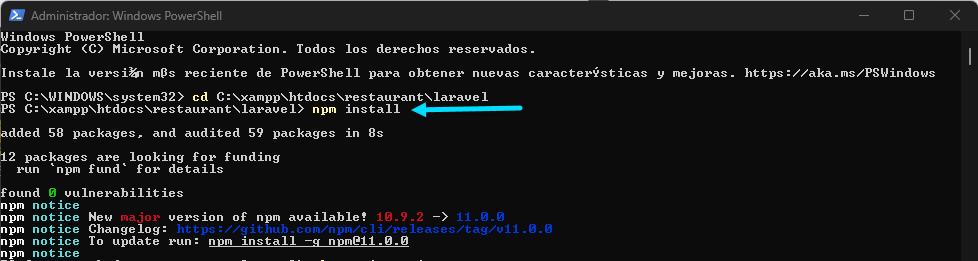 Administrador: Windows PowerShell
Windows PowerShell
Copyright (C) Microsoft Corporation. Todos los derechos reservados.
Instale la versi¾n mßs reciente de PowerShell para obtener nuevas caracterÝsticas y mejoras. https://aka.ms/PSWindows
PS C:\WINDOWS\system32> cd C:\xampp\htdocs\restaurant\laravel
PS C:\xampp\htdocs\restaurant\laravel> npm install
added 58 packages, and audited 59 packages in 8s
12 packages are looking for funding
run `npm fund` for details
found 0 vulnerabilities
npm notice
npm notice New major version of npm available! 10.9.2 -> 11.0.0
npm notice Changelog: https://github.com/npm/cli/releases/tag/v11.0.0
npm notice To update run: npm install -g npm@11.0.0
npm notice